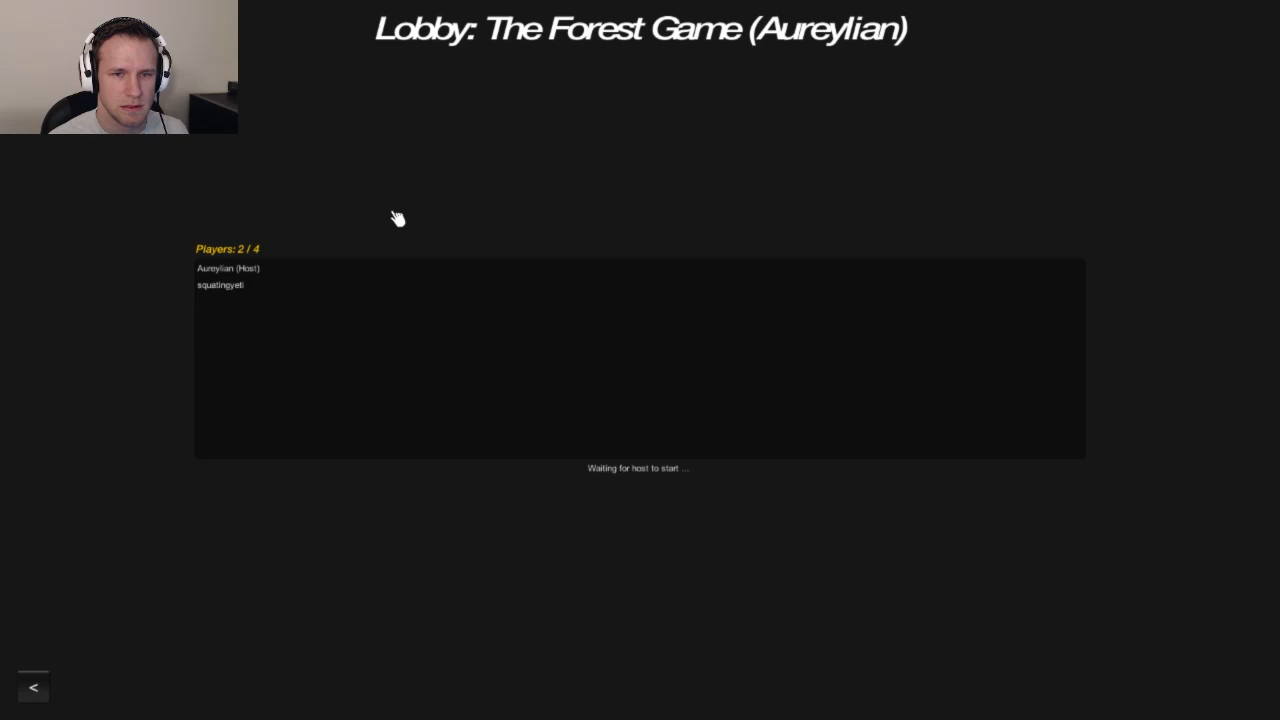 Lobby: The Forest Game (Aureylian)
Players: 2 / 4
Aureylian (Host)
squatingyeti
Waiting for host to start ...
<